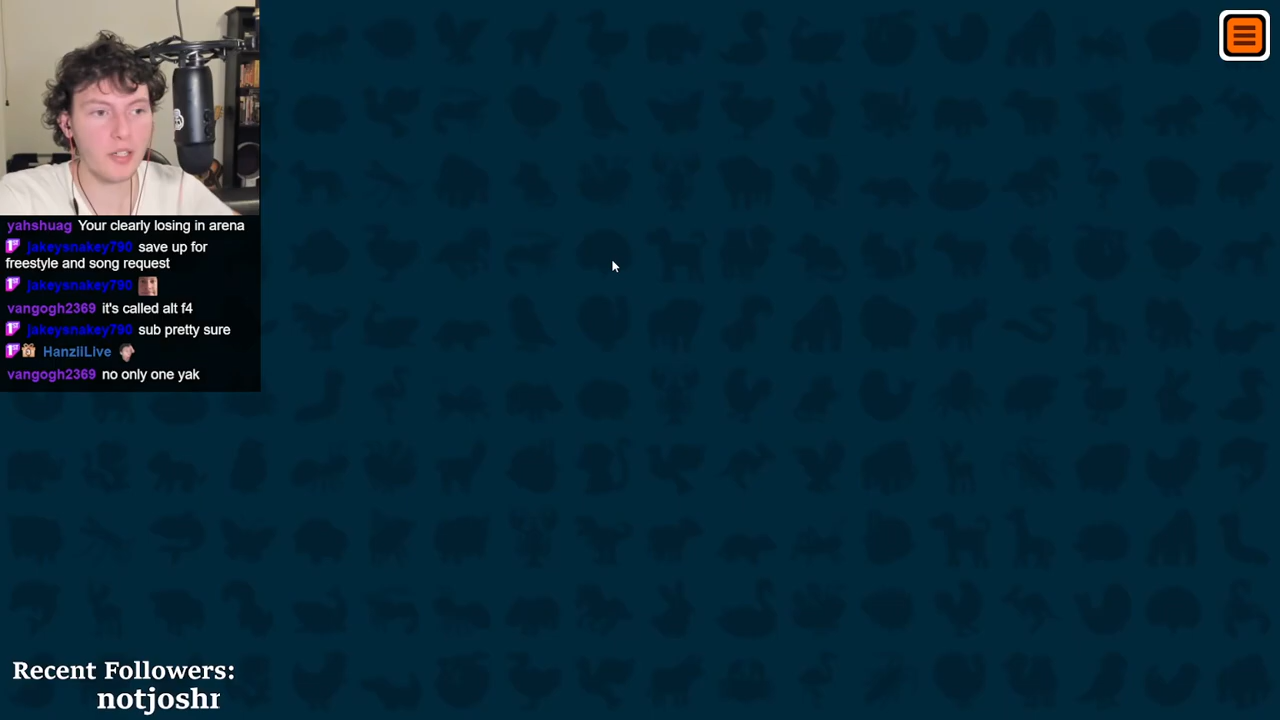 yahshuag Your clearly losing in arena
jakeysnakey790 save up for
freestyle and song request
jakeysnakey790
vangogh2369 it's called alt f4
jakeysnakey790 sub pretty sure
HanziiLive
vangogh2369 no only one yak
Recent Followers:
notjoshr